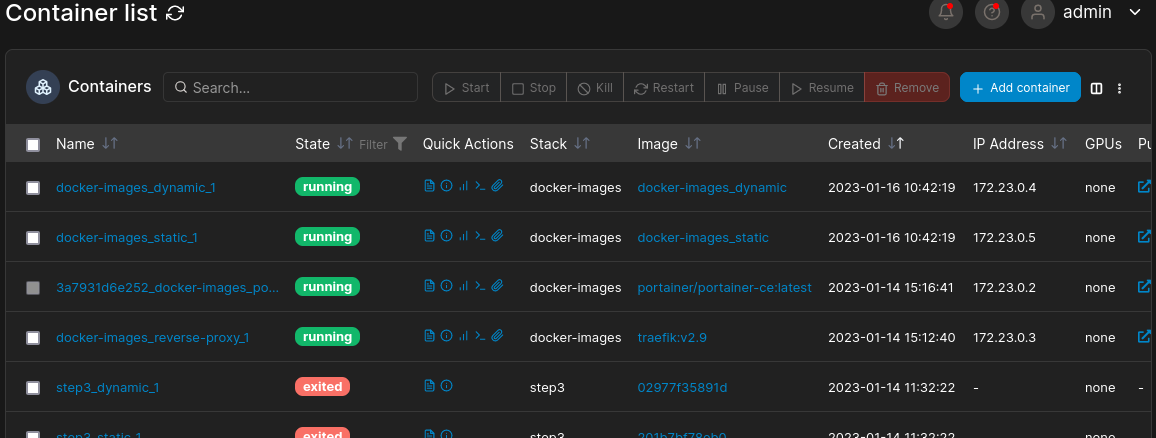 Container list
admin
Containers Search... Start Stop Kill Restart Pause Resume Remove + Add container
Name State Filter Quick Actions Stack Image Created IP Address GPUs
docker-images_dynamic_1 running docker-images docker-images_dynamic 2023-01-16 10:42:19 172.23.0.4 none
docker-images_static_1 running docker-images docker-images_static 2023-01-16 10:42:19 172.23.0.5 none
3a7931d6e252_docker-images_po... running docker-images portainer/portainer-ce:latest 2023-01-14 15:16:41 172.23.0.2 none
docker-images_reverse-proxy_1 running docker-images traefik:v2.9 2023-01-14 15:12:40 172.23.0.3 none
step3_dynamic_1 exited step3 02977f35891d 2023-01-14 11:32:22 - none -
step3_static_1 exited step3 2023-01-14 11:32:22 none